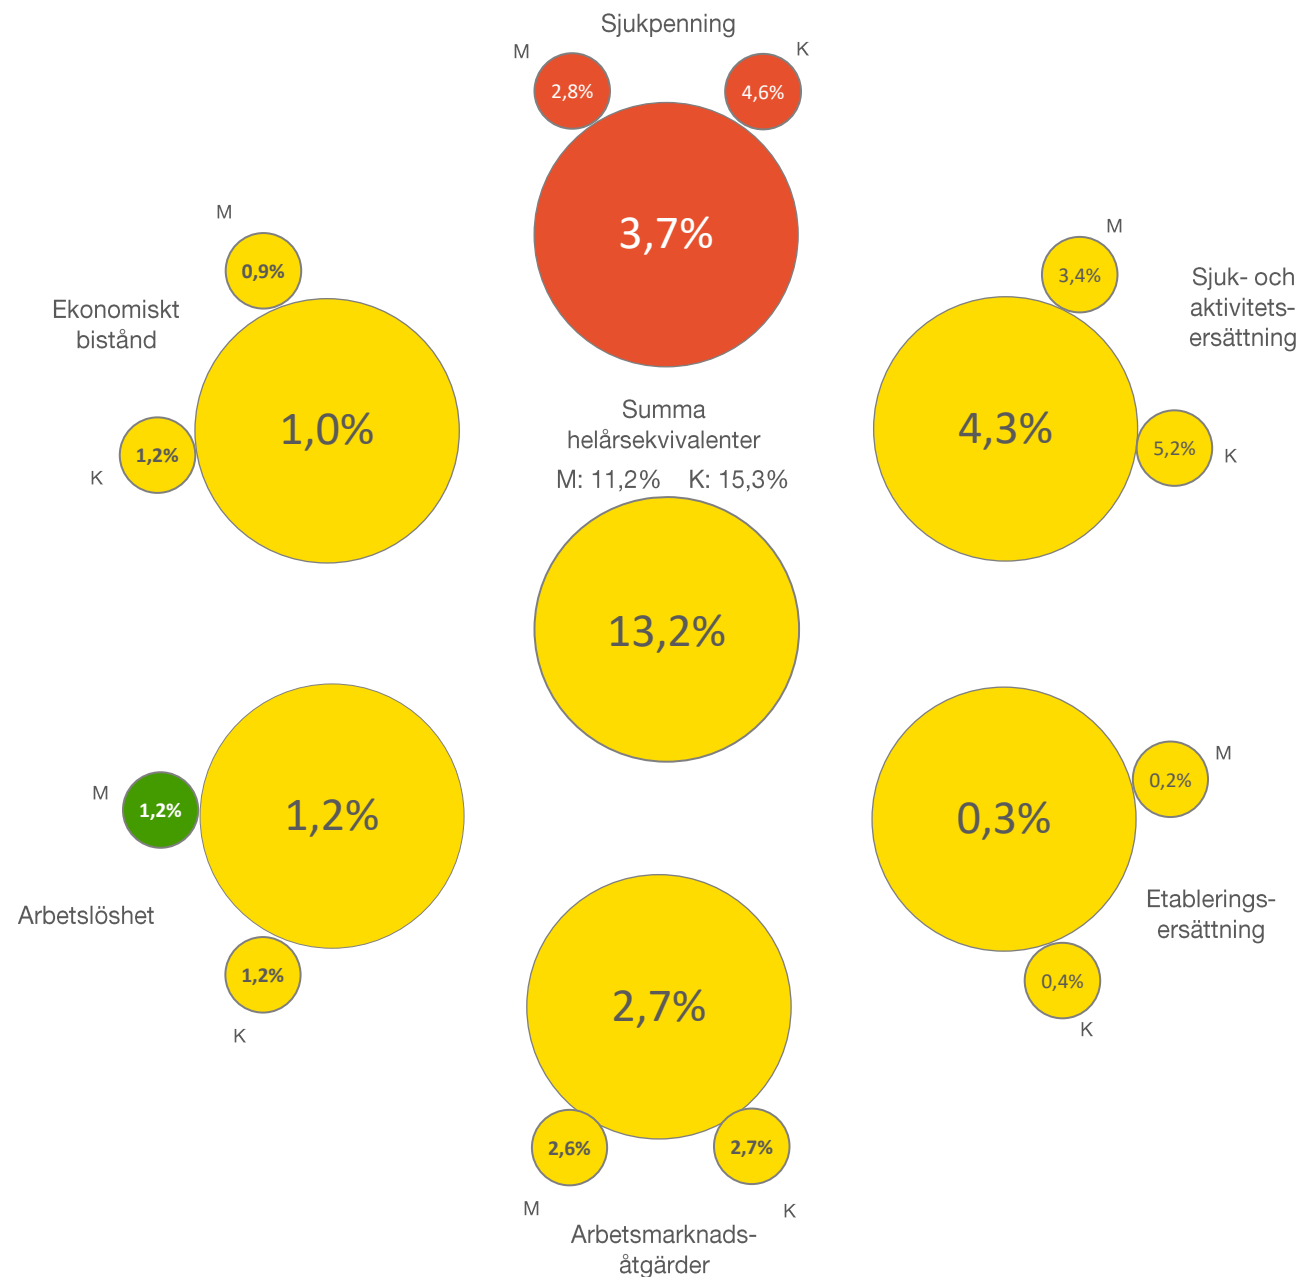 Sjukpenning
M
K
2,8%
4,6%
3,7%
M
0,9%
Ekonomiskt
bistånd
1,0%
1,2%
K
M
3,4%
Sjuk- och
aktivitets-
ersättning
4,3%
5,2%
K
Summa
helårsekvivalenter
M: 11,2% K: 15,3%
13,2%
M
1,2%
1,2%
Arbetslöshet
1,2%
K
M
0,2%
0,3%
Etablerings-
ersättning
0,4%
K
2,7%
2,6%
2,7%
M
K
Arbetsmarknads-
åtgärder